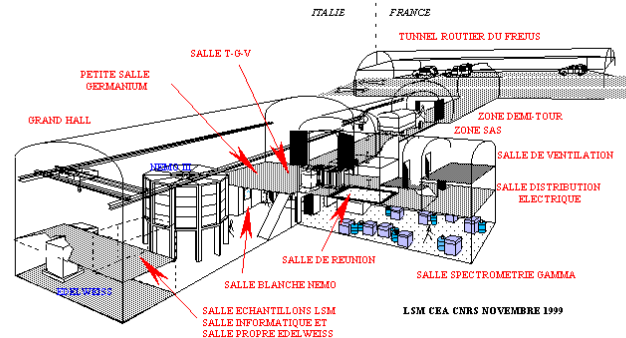 ITALIE
FRANCE
TUNNEL ROUTIER DU FREJUS
SALLE T-G-V
PETITE SALLE
GERMANIUM
GRAND HALL
ZONE DEMI-TOUR
ZONE SAS
SALLE DE VENTILATION
NEMO III
SALLE DISTRIBUTION
ELECTRIQUE
SALLE DE REUNION
SALLE SPECTROMETRIE GAMMA
SALLE BLANCHE NEMO
EDELWEISS
SALLE ECHANTILLONS LSM
SALLE INFORMATIQUE ET
SALLE PROPRE EDELWEISS
LSM CEA CNRS NOVEMBRE 1999